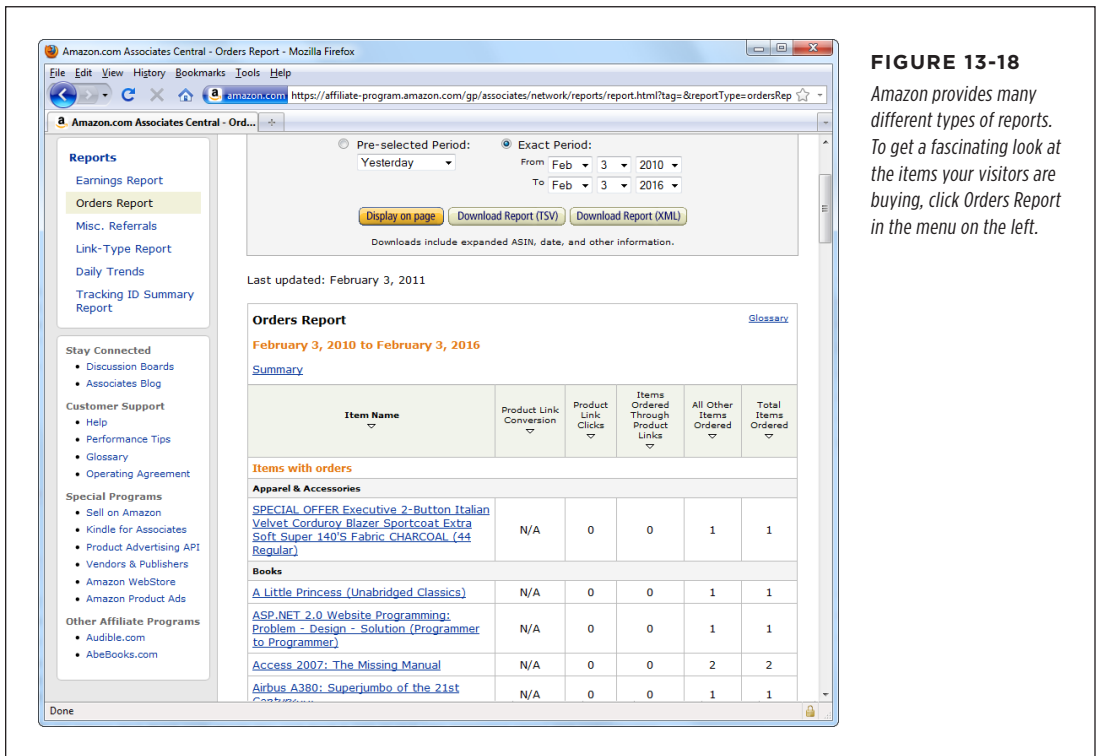 Amazon.com Associates Central - Orders Report - Mozilla Firefox
File Edit View History Bookmarks Tools Help
amazon.com https://affiliate-program.amazon.com/gp/associates/network/reports/report.html?tag=&reportType=ordersRep
Amazon.com Associates Central - Ord...
Reports
Earnings Report
Orders Report
Misc. Referrals
Link-Type Report
Daily Trends
Tracking ID Summary
Report
Stay Connected
• Discussion Boards
• Associates Blog
Customer Support
• Help
• Performance Tips
• Glossary
• Operating Agreement
Special Programs
• Sell on Amazon
• Kindle for Associates
• Product Advertising API
• Vendors & Publishers
• Amazon WebStore
• Amazon Product Ads
Other Affiliate Programs
• Audible.com
• AbeBooks.com
Pre-selected Period:
Yesterday
Exact Period:
From Feb 3 2010
To Feb 3 2016
Display on page Download Report (TSV) Download Report (XML)
Downloads include expanded ASIN, date, and other information.
Last updated: February 3, 2011
Orders Report Glossary
February 3, 2010 to February 3, 2016
Summary
Item Name
Product Link
Conversion
Product
Link
Clicks
Items
Ordered
Through
Product
Links
All Other
Items
Ordered
Total
Items
Ordered
Items with orders
Apparel & Accessories
SPECIAL OFFER Executive 2-Button Italian
Velvet Corduroy Blazer Sportcoat Extra
Soft Super 140'S Fabric CHARCOAL (44
Regular)
N/A 0 0 1 1
Books
A Little Princess (Unabridged Classics) N/A 0 0 1 1
ASP.NET 2.0 Website Programming:
Problem - Design - Solution (Programmer
to Programmer)
N/A 0 0 1 1
Access 2007: The Missing Manual N/A 0 0 2 2
Airbus A380: Superjumbo of the 21st
N/A 0 0 1 1
Done
FIGURE 13-18
Amazon provides many
different types of reports.
To get a fascinating look at
the items your visitors are
buying, click Orders Report
in the menu on the left.